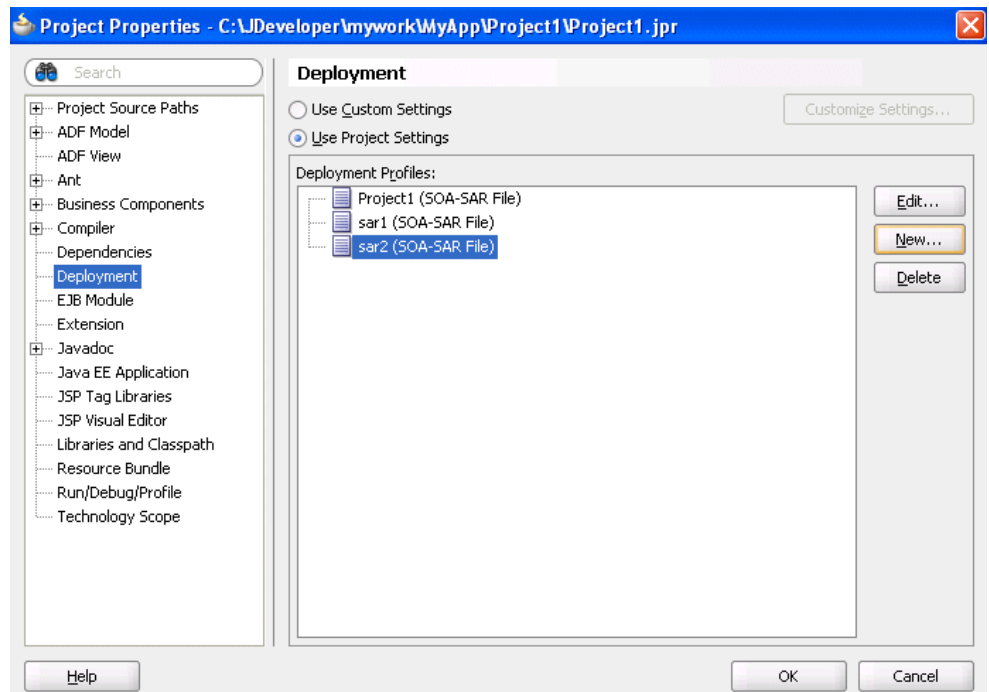 Project Properties - C:\JDeveloper\mywork\MyApp\Project1\Project1.jpr
Search
Project Source Paths
ADF Model
ADF View
Ant
Business Components
Compiler
Dependencies
Deployment
EJB Module
Extension
Javadoc
Java EE Application
JSP Tag Libraries
JSP Visual Editor
Libraries and Classpath
Resource Bundle
Run/Debug/Profile
Technology Scope
Deployment
Use Custom Settings
Customize Settings...
Use Project Settings
Deployment Profiles:
Project1 (SOA-SAR File)
sar1 (SOA-SAR File)
sar2 (SOA-SAR File)
Edit...
New...
Delete
Help
OK
Cancel